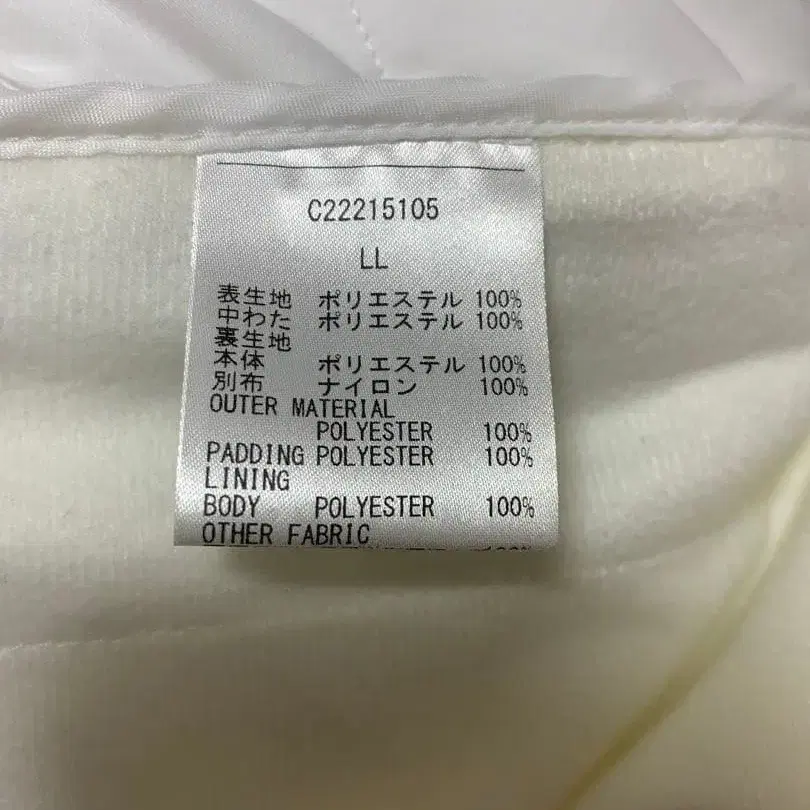 C22215105
LL
表生地 ポリエステル 100%
中わた ポリエステル 100%
裏生地
本体 ポリエステル 100%
別布 ナイロン 100%
OUTER MATERIAL
POLYESTER 100%
PADDING POLYESTER 100%
LINING
BODY POLYESTER 100%
OTHER FABRIC